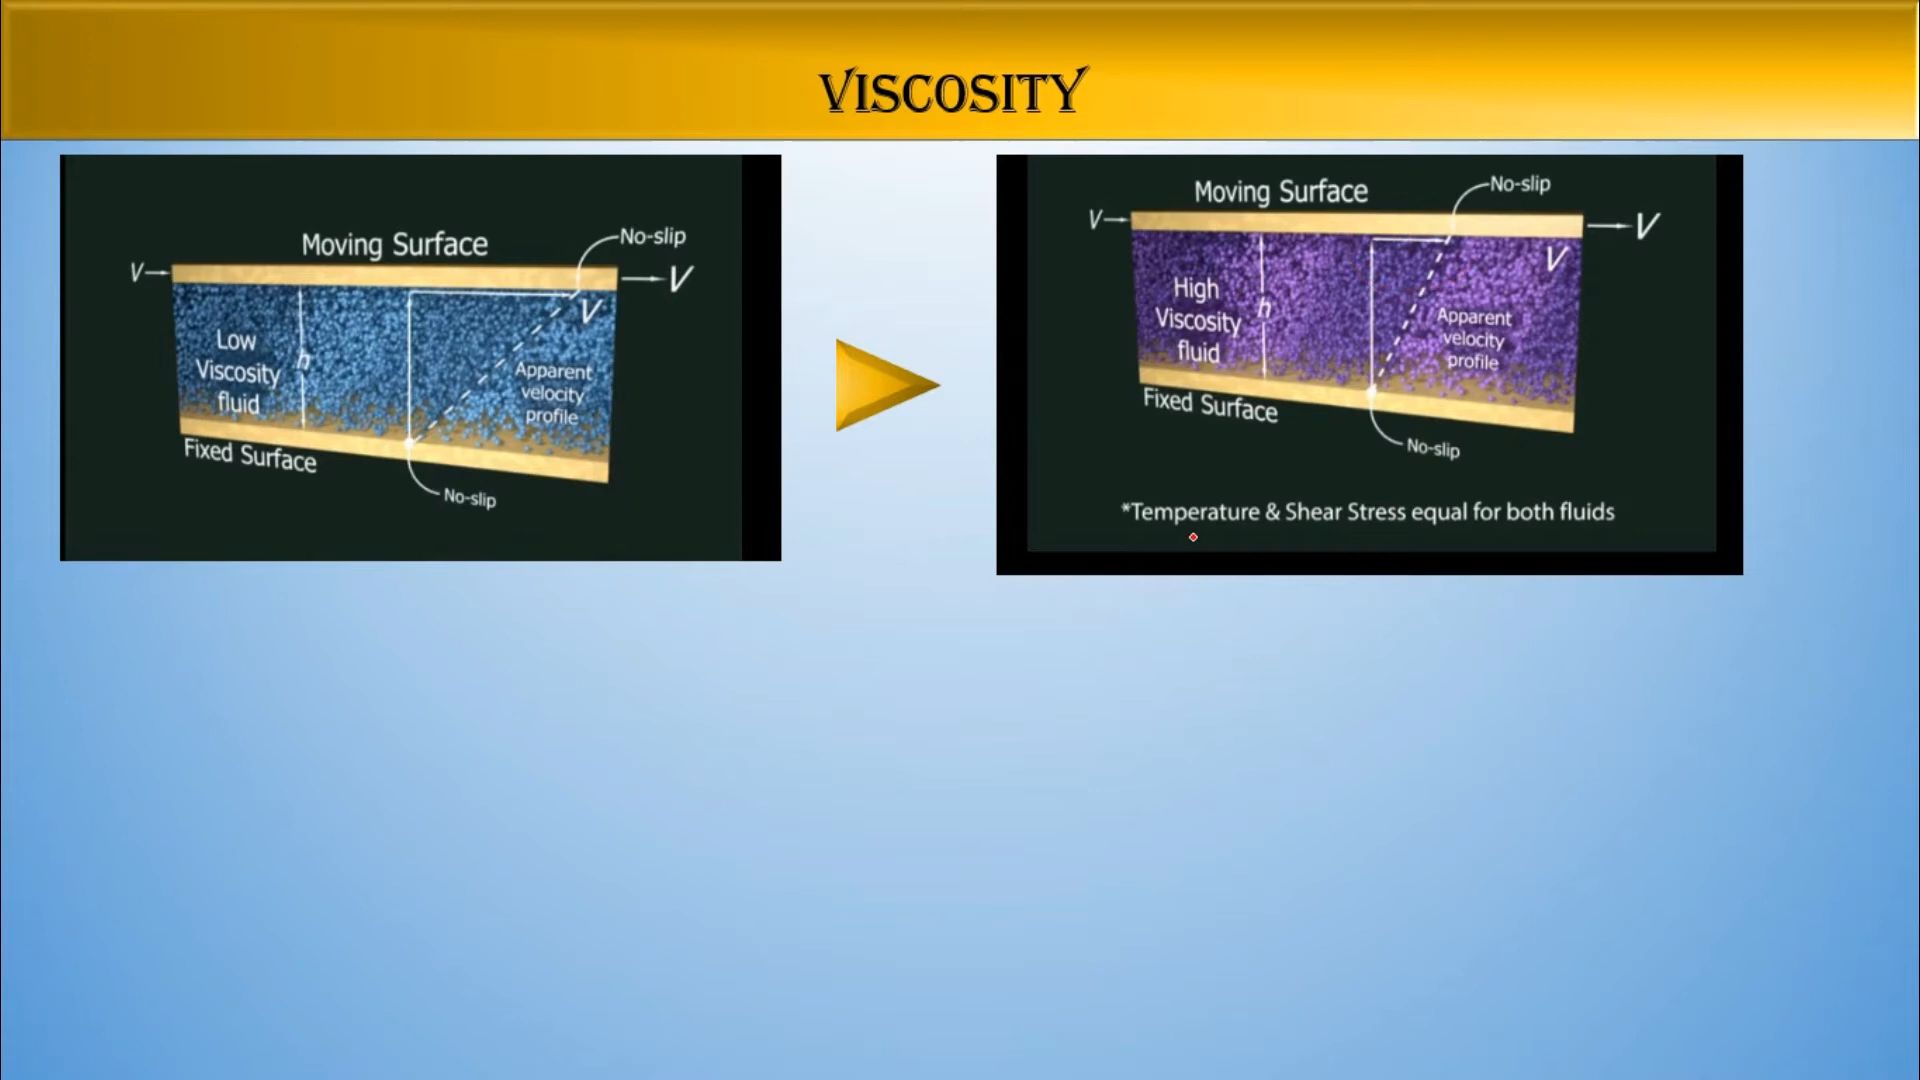 VISCOSITY
Moving Surface
No-slip
V
V
Low
Viscosity
fluid
h
V
Apparent
velocity
profile
Fixed Surface
No-slip
Moving Surface
No-slip
V
V
High
Viscosity
fluid
h
V
Apparent
velocity
profile
Fixed Surface
No-slip
*Temperature & Shear Stress equal for both fluids